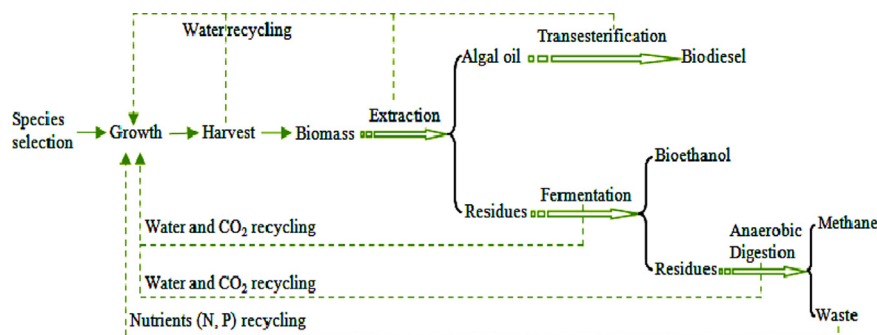 Water recycling
Transesterification
Algal oil
Biodiesel
Species
selection
Growth
Harvest
Biomass
Extraction
Bioethanol
Residues
Fermentation
Water and CO₂ recycling
Anaerobic
Digestion
Methane
Residues
Water and CO₂ recycling
Waste
Nutrients (N, P) recycling